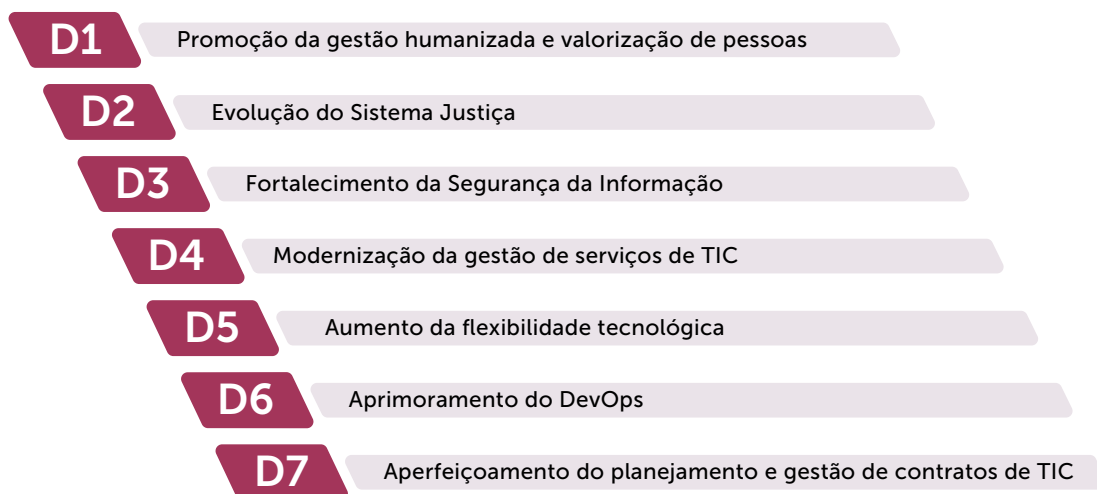 D1 Promoção da gestão humanizada e valorização de pessoas
D2 Evolução do Sistema Justiça
D3 Fortalecimento da Segurança da Informação
D4 Modernização da gestão de serviços de TIC
D5 Aumento da flexibilidade tecnológica
D6 Aprimoramento do DevOps
D7 Aperfeiçoamento do planejamento e gestão de contratos de TIC